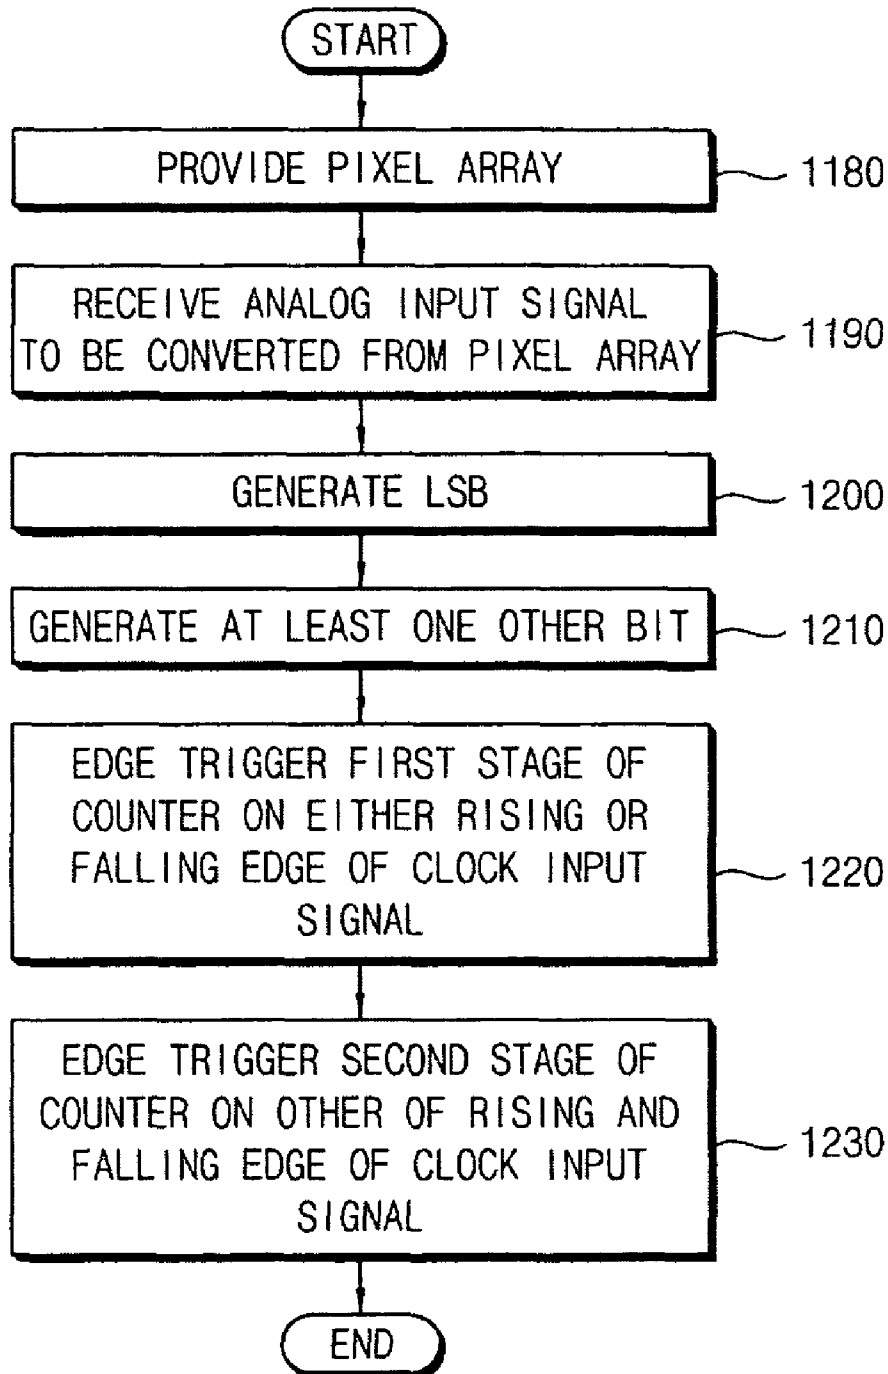 START
PROVIDE PIXEL ARRAY
1180
RECEIVE ANALOG INPUT SIGNAL
TO BE CONVERTED FROM PIXEL ARRAY
1190
GENERATE LSB
1200
GENERATE AT LEAST ONE OTHER BIT
1210
EDGE TRIGGER FIRST STAGE OF
COUNTER ON EITHER RISING OR
FALLING EDGE OF CLOCK INPUT
SIGNAL
1220
EDGE TRIGGER SECOND STAGE OF
COUNTER ON OTHER OF RISING AND
FALLING EDGE OF CLOCK INPUT
SIGNAL
1230
END